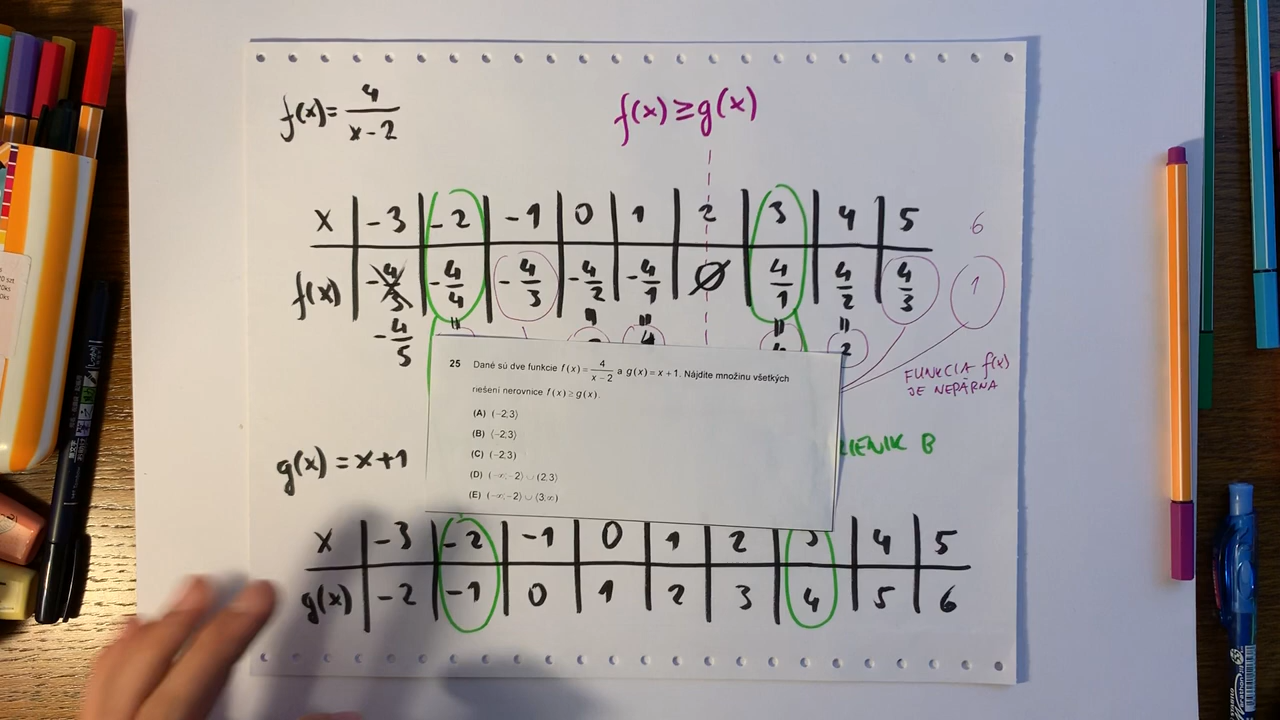 f(x)= 4/(x-2)
f(x) ≥ g(x)
x | -3 | -2 | -1 | 0 | 1 | 2 | 3 | 4 | 5 6
f(x) | -4/3 | -4/4 | -4/3 | -4/2 | -4/1 | Ø | 4/1 | 4/2 | 4/3 1
-4/5 = = = = =
4 2
FUNKCIA f(x)
JE NEPÁRNA
25 Dané sú dve funkcie f(x)= 4/(x-2) a g(x)=x+1. Nájdite množinu všetkých
riešení nerovnice f(x)≥g(x).
(A) (-2;3)
(B) ⟨-2;3⟩
(C) (-2;3⟩
(D) (-∞;-2⟩ ∪ (2;3⟩
(E) (-∞;-2⟩ ∪ ⟨3;∞)
g(x) = x+1
B
x | -3 | -2 | -1 | 0 | 1 | 2 | 3 | 4 | 5
g(x) | -2 | -1 | 0 | 1 | 2 | 3 | 4 | 5 | 6